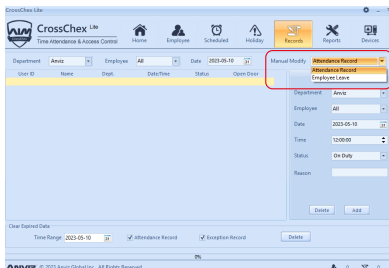 CrossChex Lite
CrossChex Lite
Time Attendance & Access Control
Home
Employee
Scheduled
Holiday
Records
Reports
Devices
Department Anviz Employee All Date 2023-05-10 Manual Modify Attendance Record
Attendance Record
Employee Leave
User ID Name Dept. Date/Time Status Open Door
Department Anviz
Employee All
Date 2023-05-10
Time 12:00:00
Status On Duty
Reason
Delete Add
Clear Expired Data
Time Range 2023-05-10 Attendance Record Exception Record Delete
0%
ANVIZ © 2023 Anviz Global Inc. All Rights Reserved. 0 0